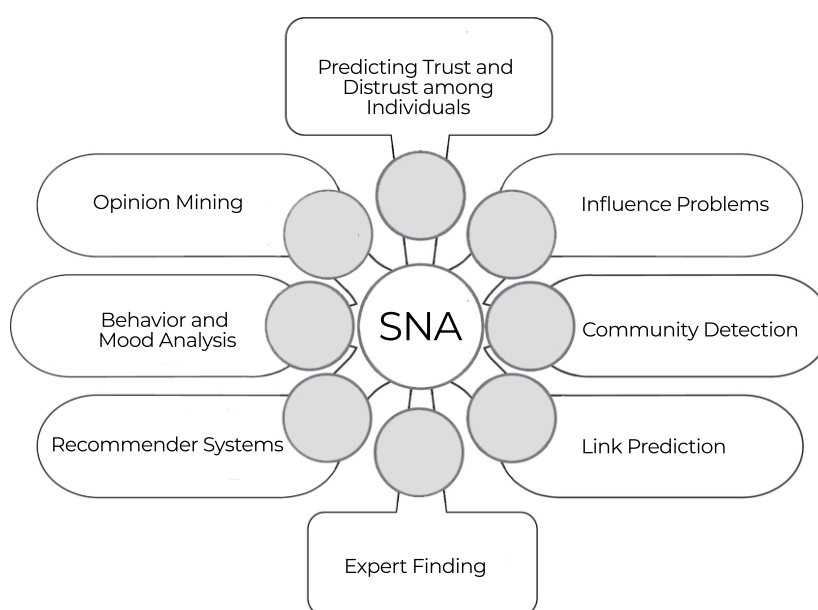 Predicting Trust and
Distrust among
Individuals
Opinion Mining
Influence Problems
Behavior and
Mood Analysis
SNA
Community Detection
Recommender Systems
Link Prediction
Expert Finding